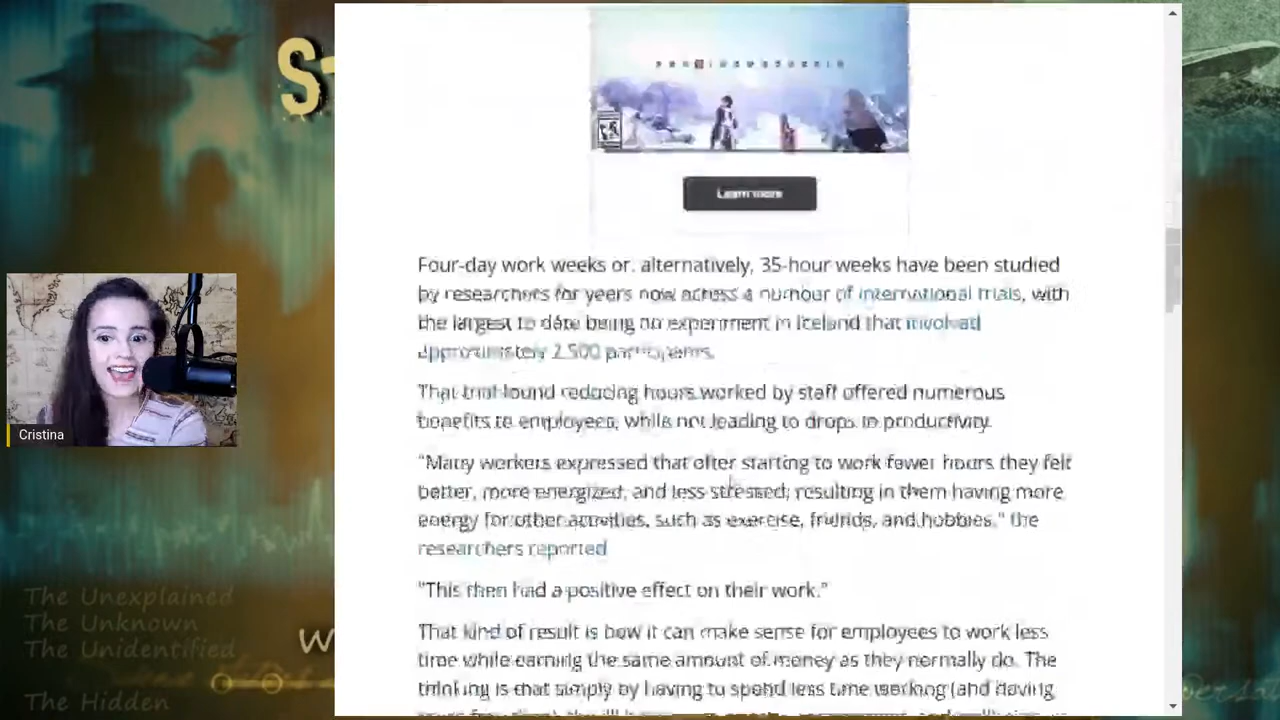 Four-day work weeks or, alternatively, 35-hour weeks have been studied
by researchers for years now across a number of international trials, with
the largest to date being an experiment in Iceland that involved
approximately 2,500 participants.
That trial found reducing hours worked by staff offered numerous
benefits to employees, while not leading to drops in productivity.
"Many workers expressed that after starting to work fewer hours they felt
better, more energized, and less stressed, resulting in them having more
energy for other activities, such as exercise, friends, and hobbies." the
researchers reported
"This then had a positive effect on their work."
That kind of result is how it can make sense for employees to work less
time while earning the same amount of money as they normally do. The
thinking is that simply by having to spend less time working (and having
Cristina
The Unexplained
The Unknown
The Unidentified
The Hidden